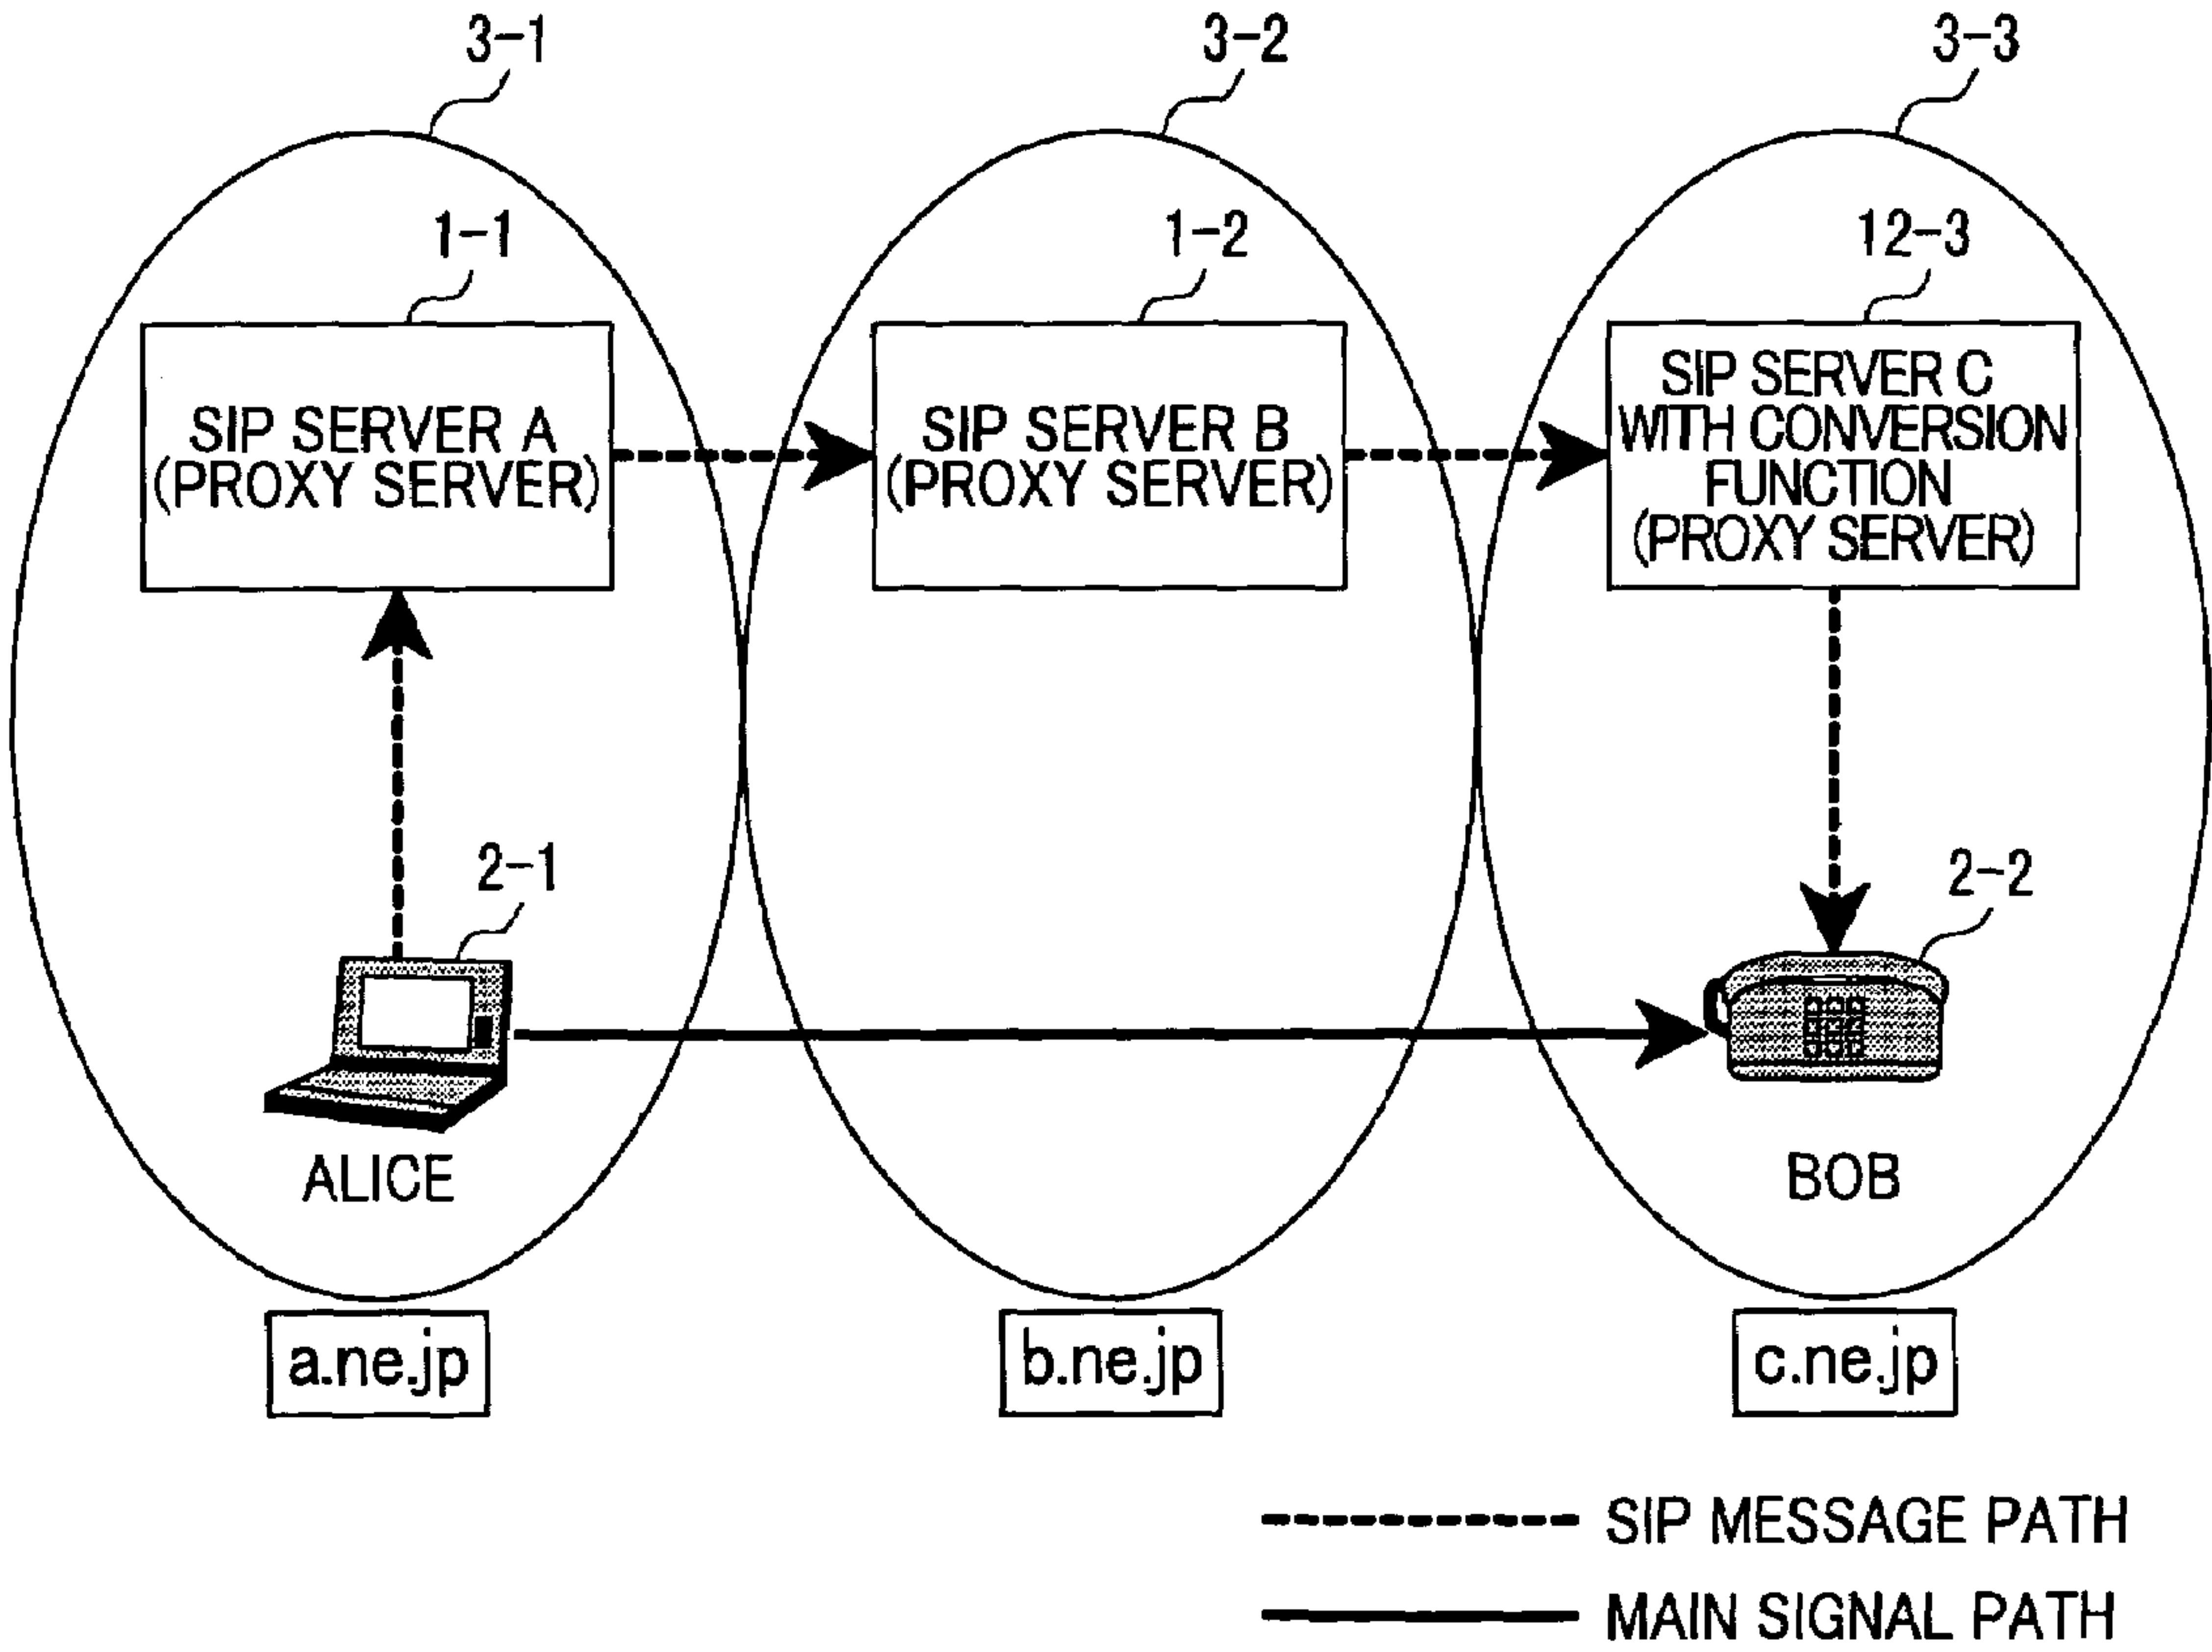 3-1
3-2
3-3
1-1
1-2
12-3
SIP SERVER A
(PROXY SERVER)
SIP SERVER B
(PROXY SERVER)
SIP SERVER C
WITH CONVERSION
FUNCTION
(PROXY SERVER)
2-1
2-2
ALICE
BOB
a.ne.jp
b.ne.jp
c.ne.jp
SIP MESSAGE PATH
MAIN SIGNAL PATH